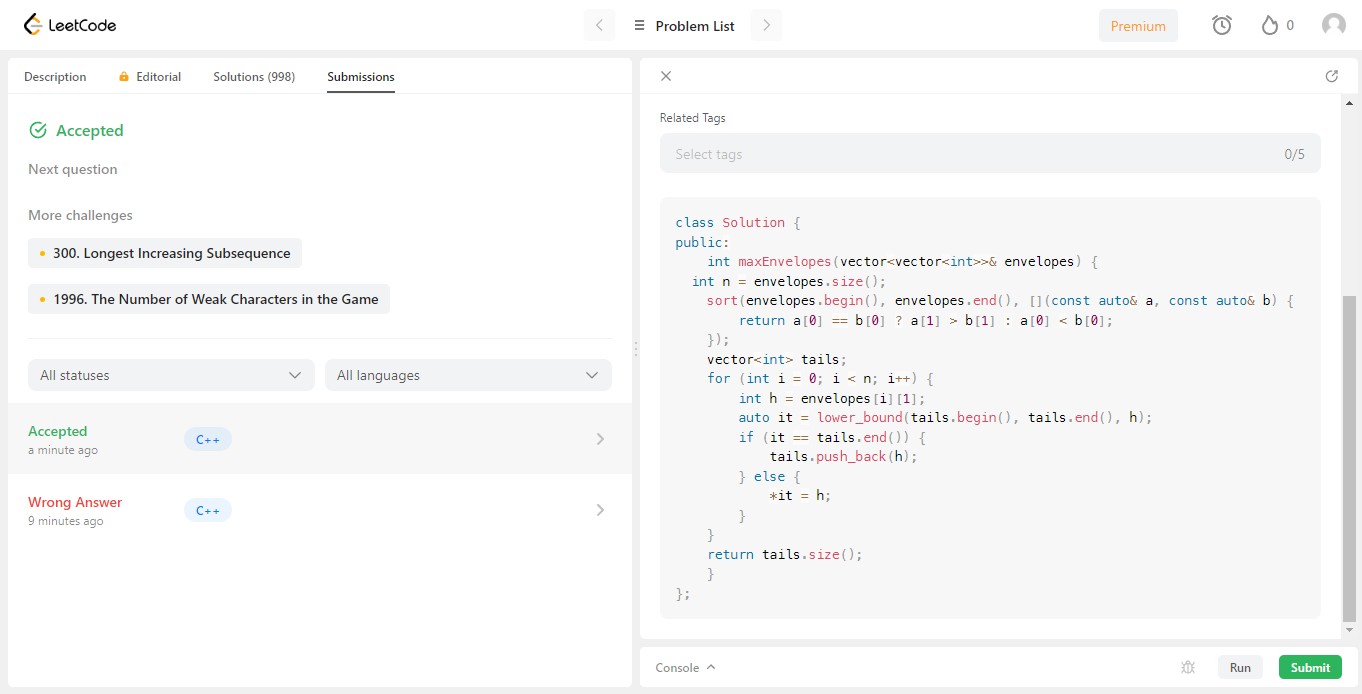 LeetCode
Problem List
Premium
0
Description
Editorial
Solutions (998)
Submissions
Accepted
Next question
More challenges
300. Longest Increasing Subsequence
1996. The Number of Weak Characters in the Game
All statuses
All languages
Accepted
a minute ago
C++
Wrong Answer
9 minutes ago
C++
Related Tags
Select tags
0/5
class Solution {
public:
    int maxEnvelopes(vector<vector<int>>& envelopes) {
  int n = envelopes.size();
    sort(envelopes.begin(), envelopes.end(), [](const auto& a, const auto& b) {
        return a[0] == b[0] ? a[1] > b[1] : a[0] < b[0];
    });
    vector<int> tails;
    for (int i = 0; i < n; i++) {
        int h = envelopes[i][1];
        auto it = lower_bound(tails.begin(), tails.end(), h);
        if (it == tails.end()) {
            tails.push_back(h);
        } else {
            *it = h;
        }
    }
    return tails.size();
    }
};
Console
Run
Submit